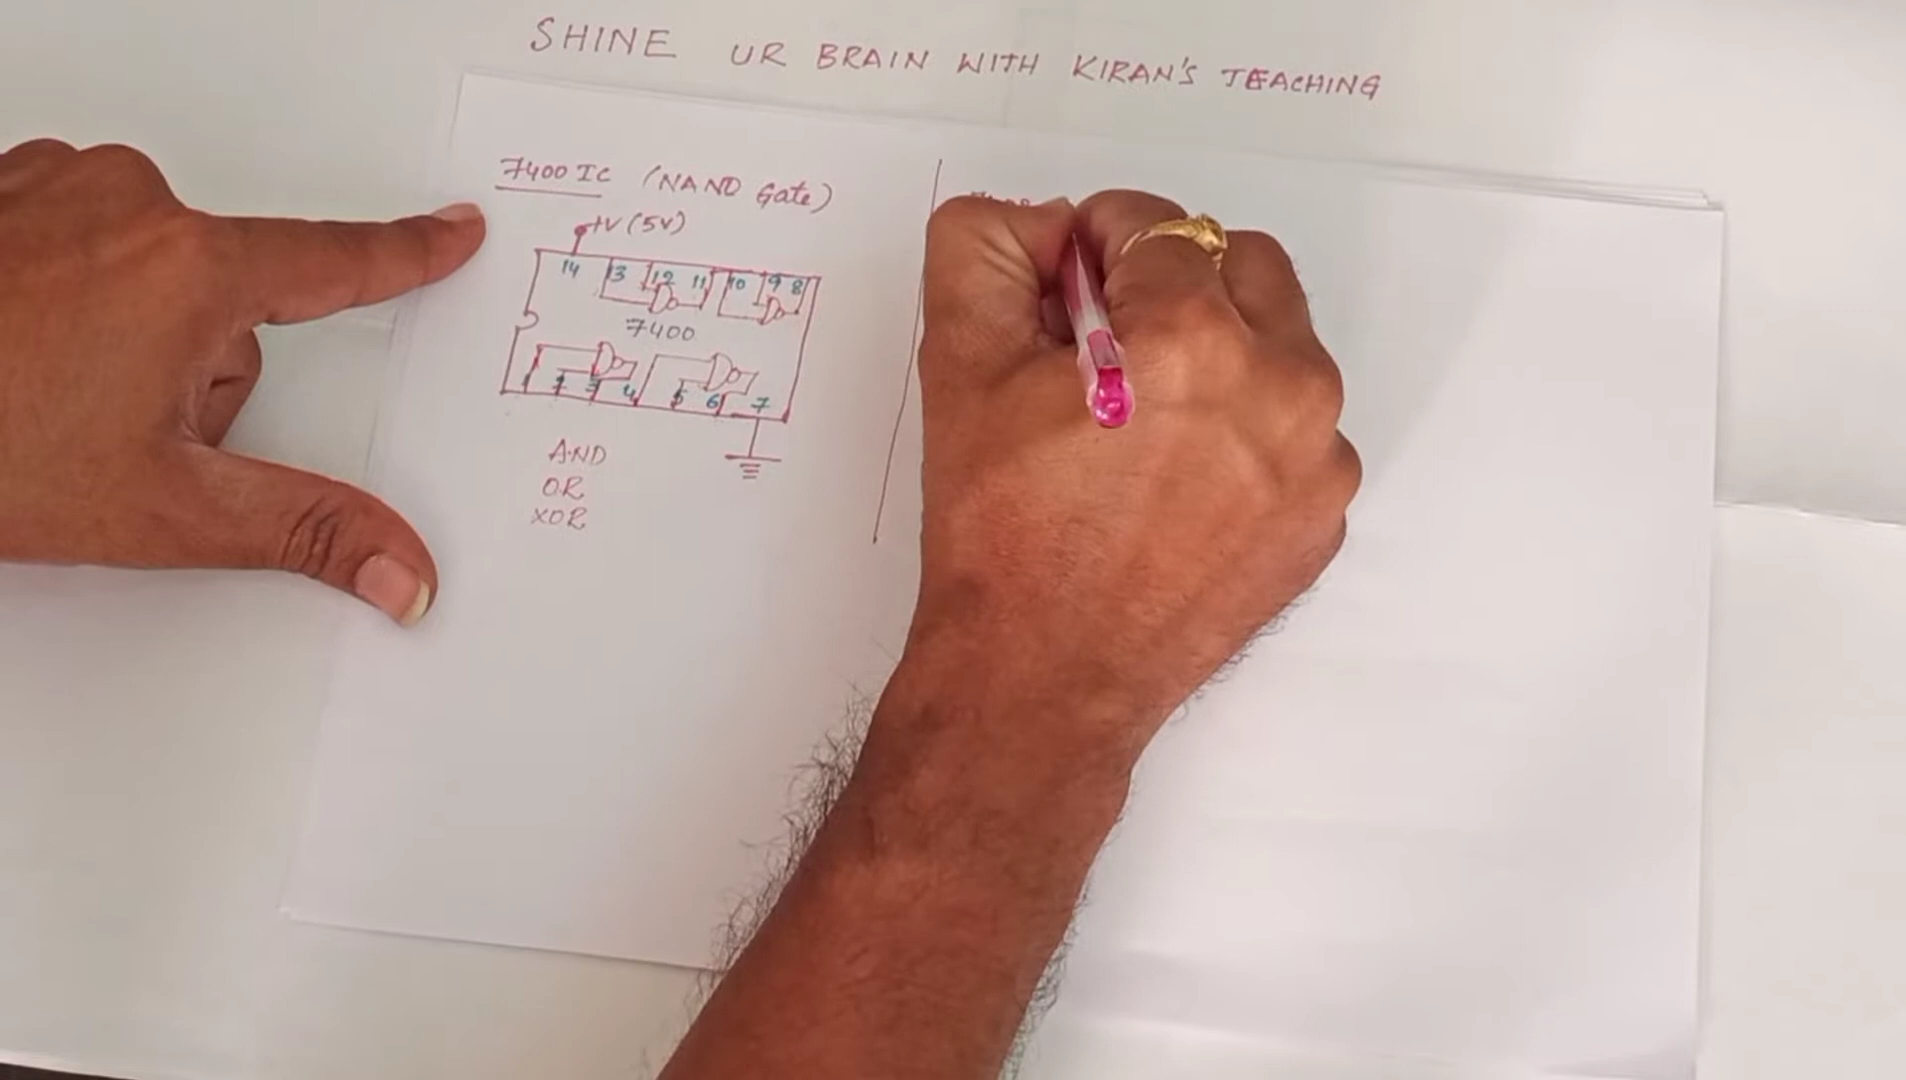 SHINE UR BRAIN WITH KIRAN'S TEACHING
7400 IC (NAND Gate)
+V (5V)
14 13 12 11 10 9 8
7400
1 2 3 4 5 6 7
AND
OR
XOR